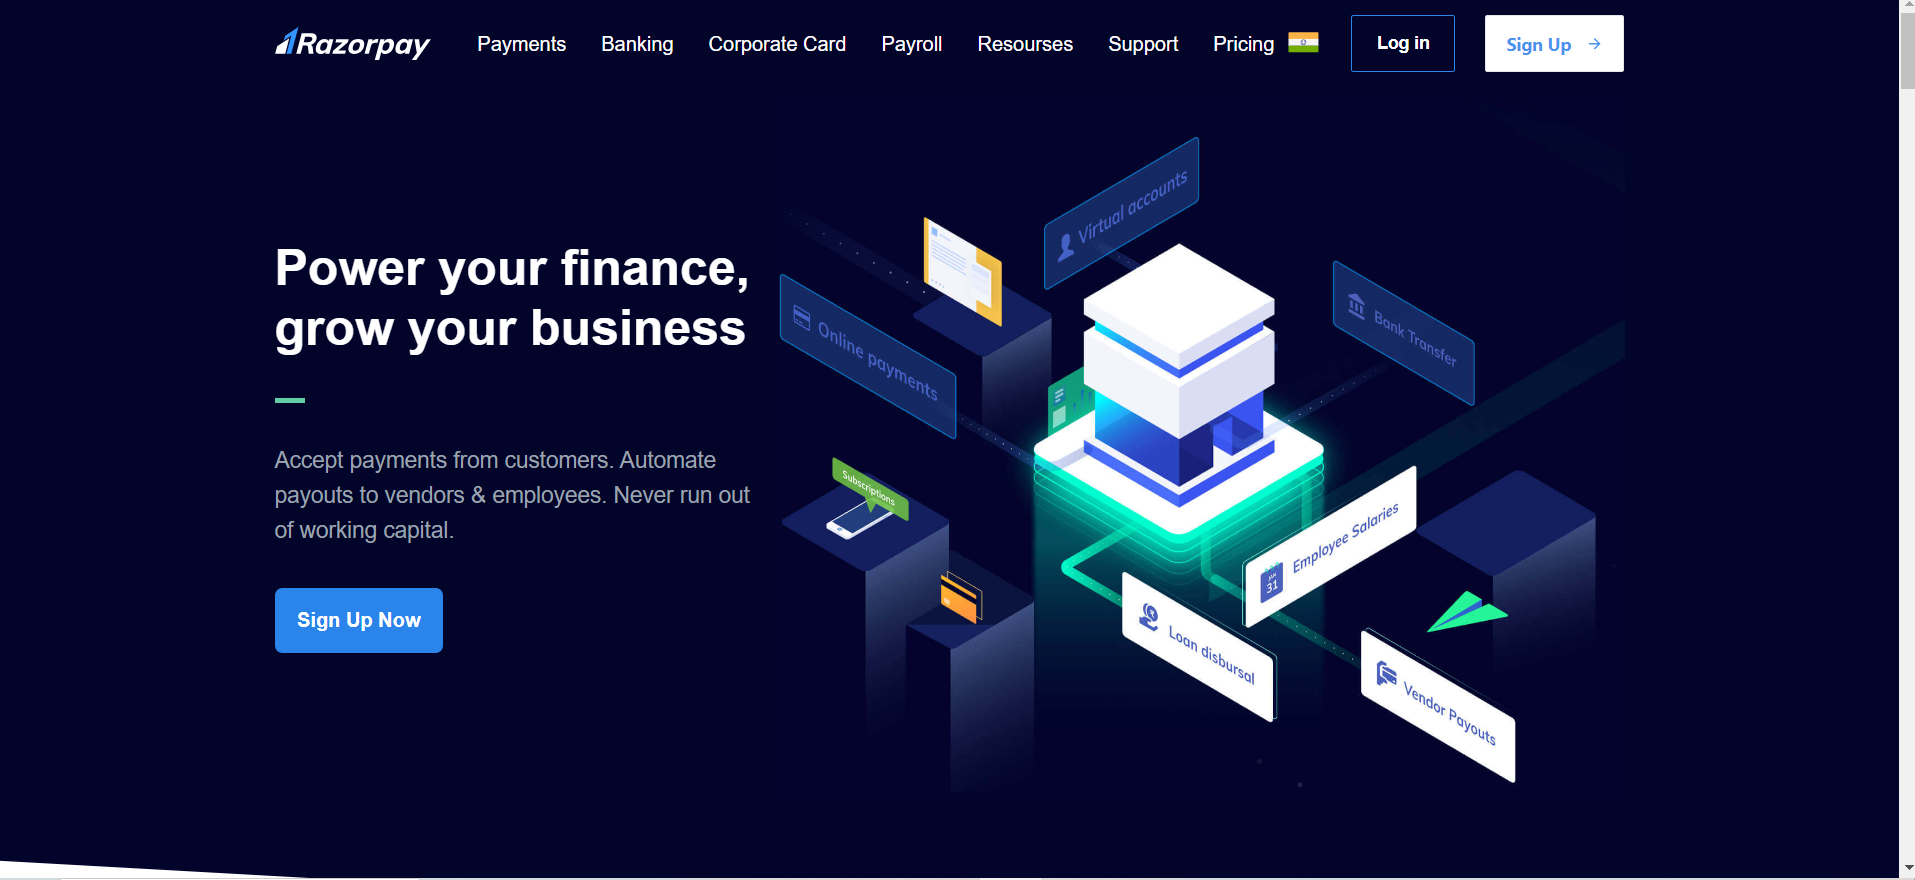 Razorpay
Payments
Banking
Corporate Card
Payroll
Resourses
Support
Pricing
Log in
Sign Up
Power your finance,
grow your business
Accept payments from customers. Automate
payouts to vendors & employees. Never run out
of working capital.
Sign Up Now
Virtual accounts
Online payments
Bank Transfer
Subscriptions
Employee Salaries
JAN
31
Loan disbursal
Vendor Payouts